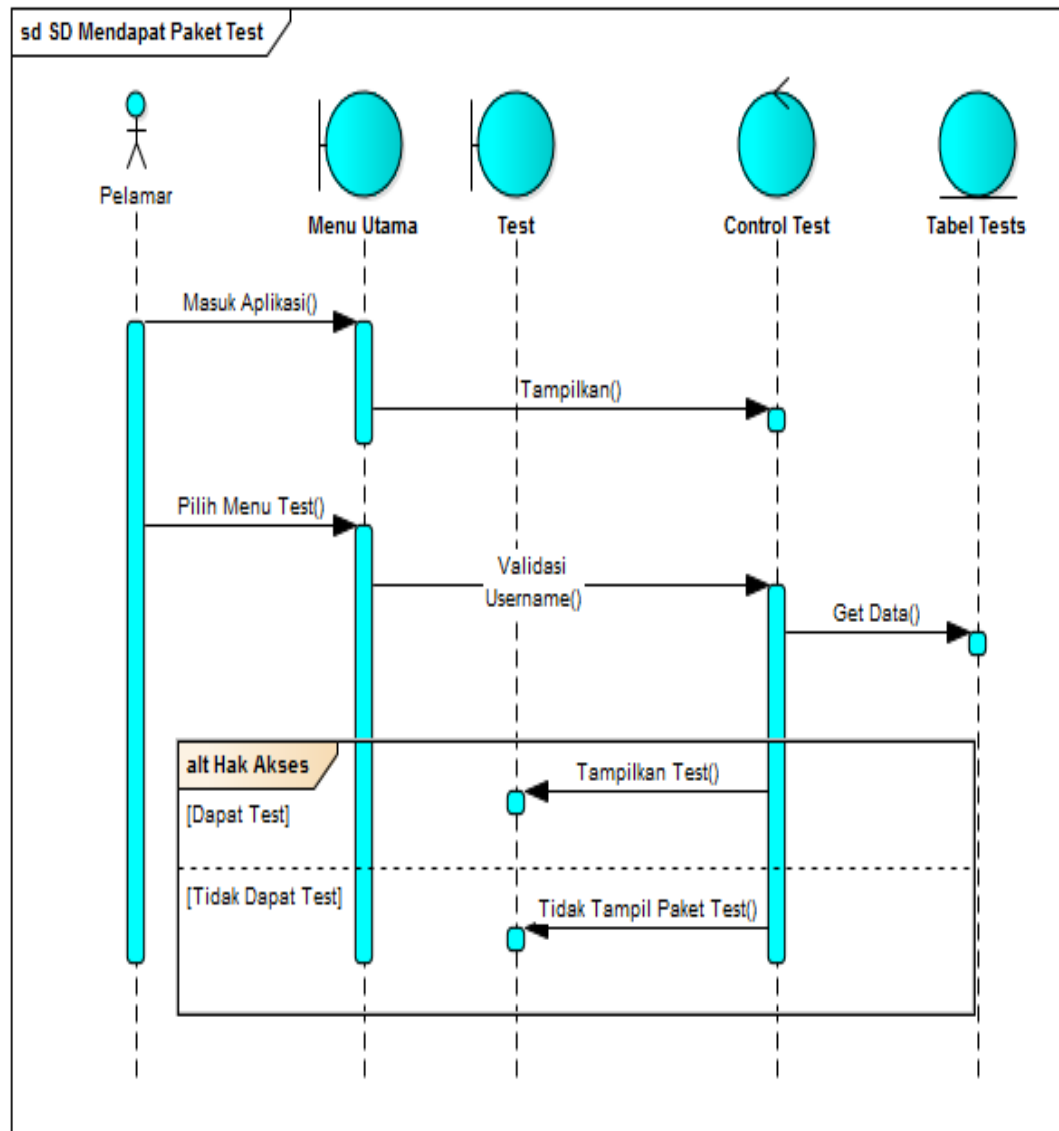 sd SD Mendapat Paket Test
Pelamar
Menu Utama
Test
Control Test
Tabel Tests
Masuk Aplikasi()
Tampilkan()
Pilih Menu Test()
Validasi
Username()
Get Data()
alt Hak Akses
Tampilkan Test()
[Dapat Test]
[Tidak Dapat Test]
Tidak Tampil Paket Test()